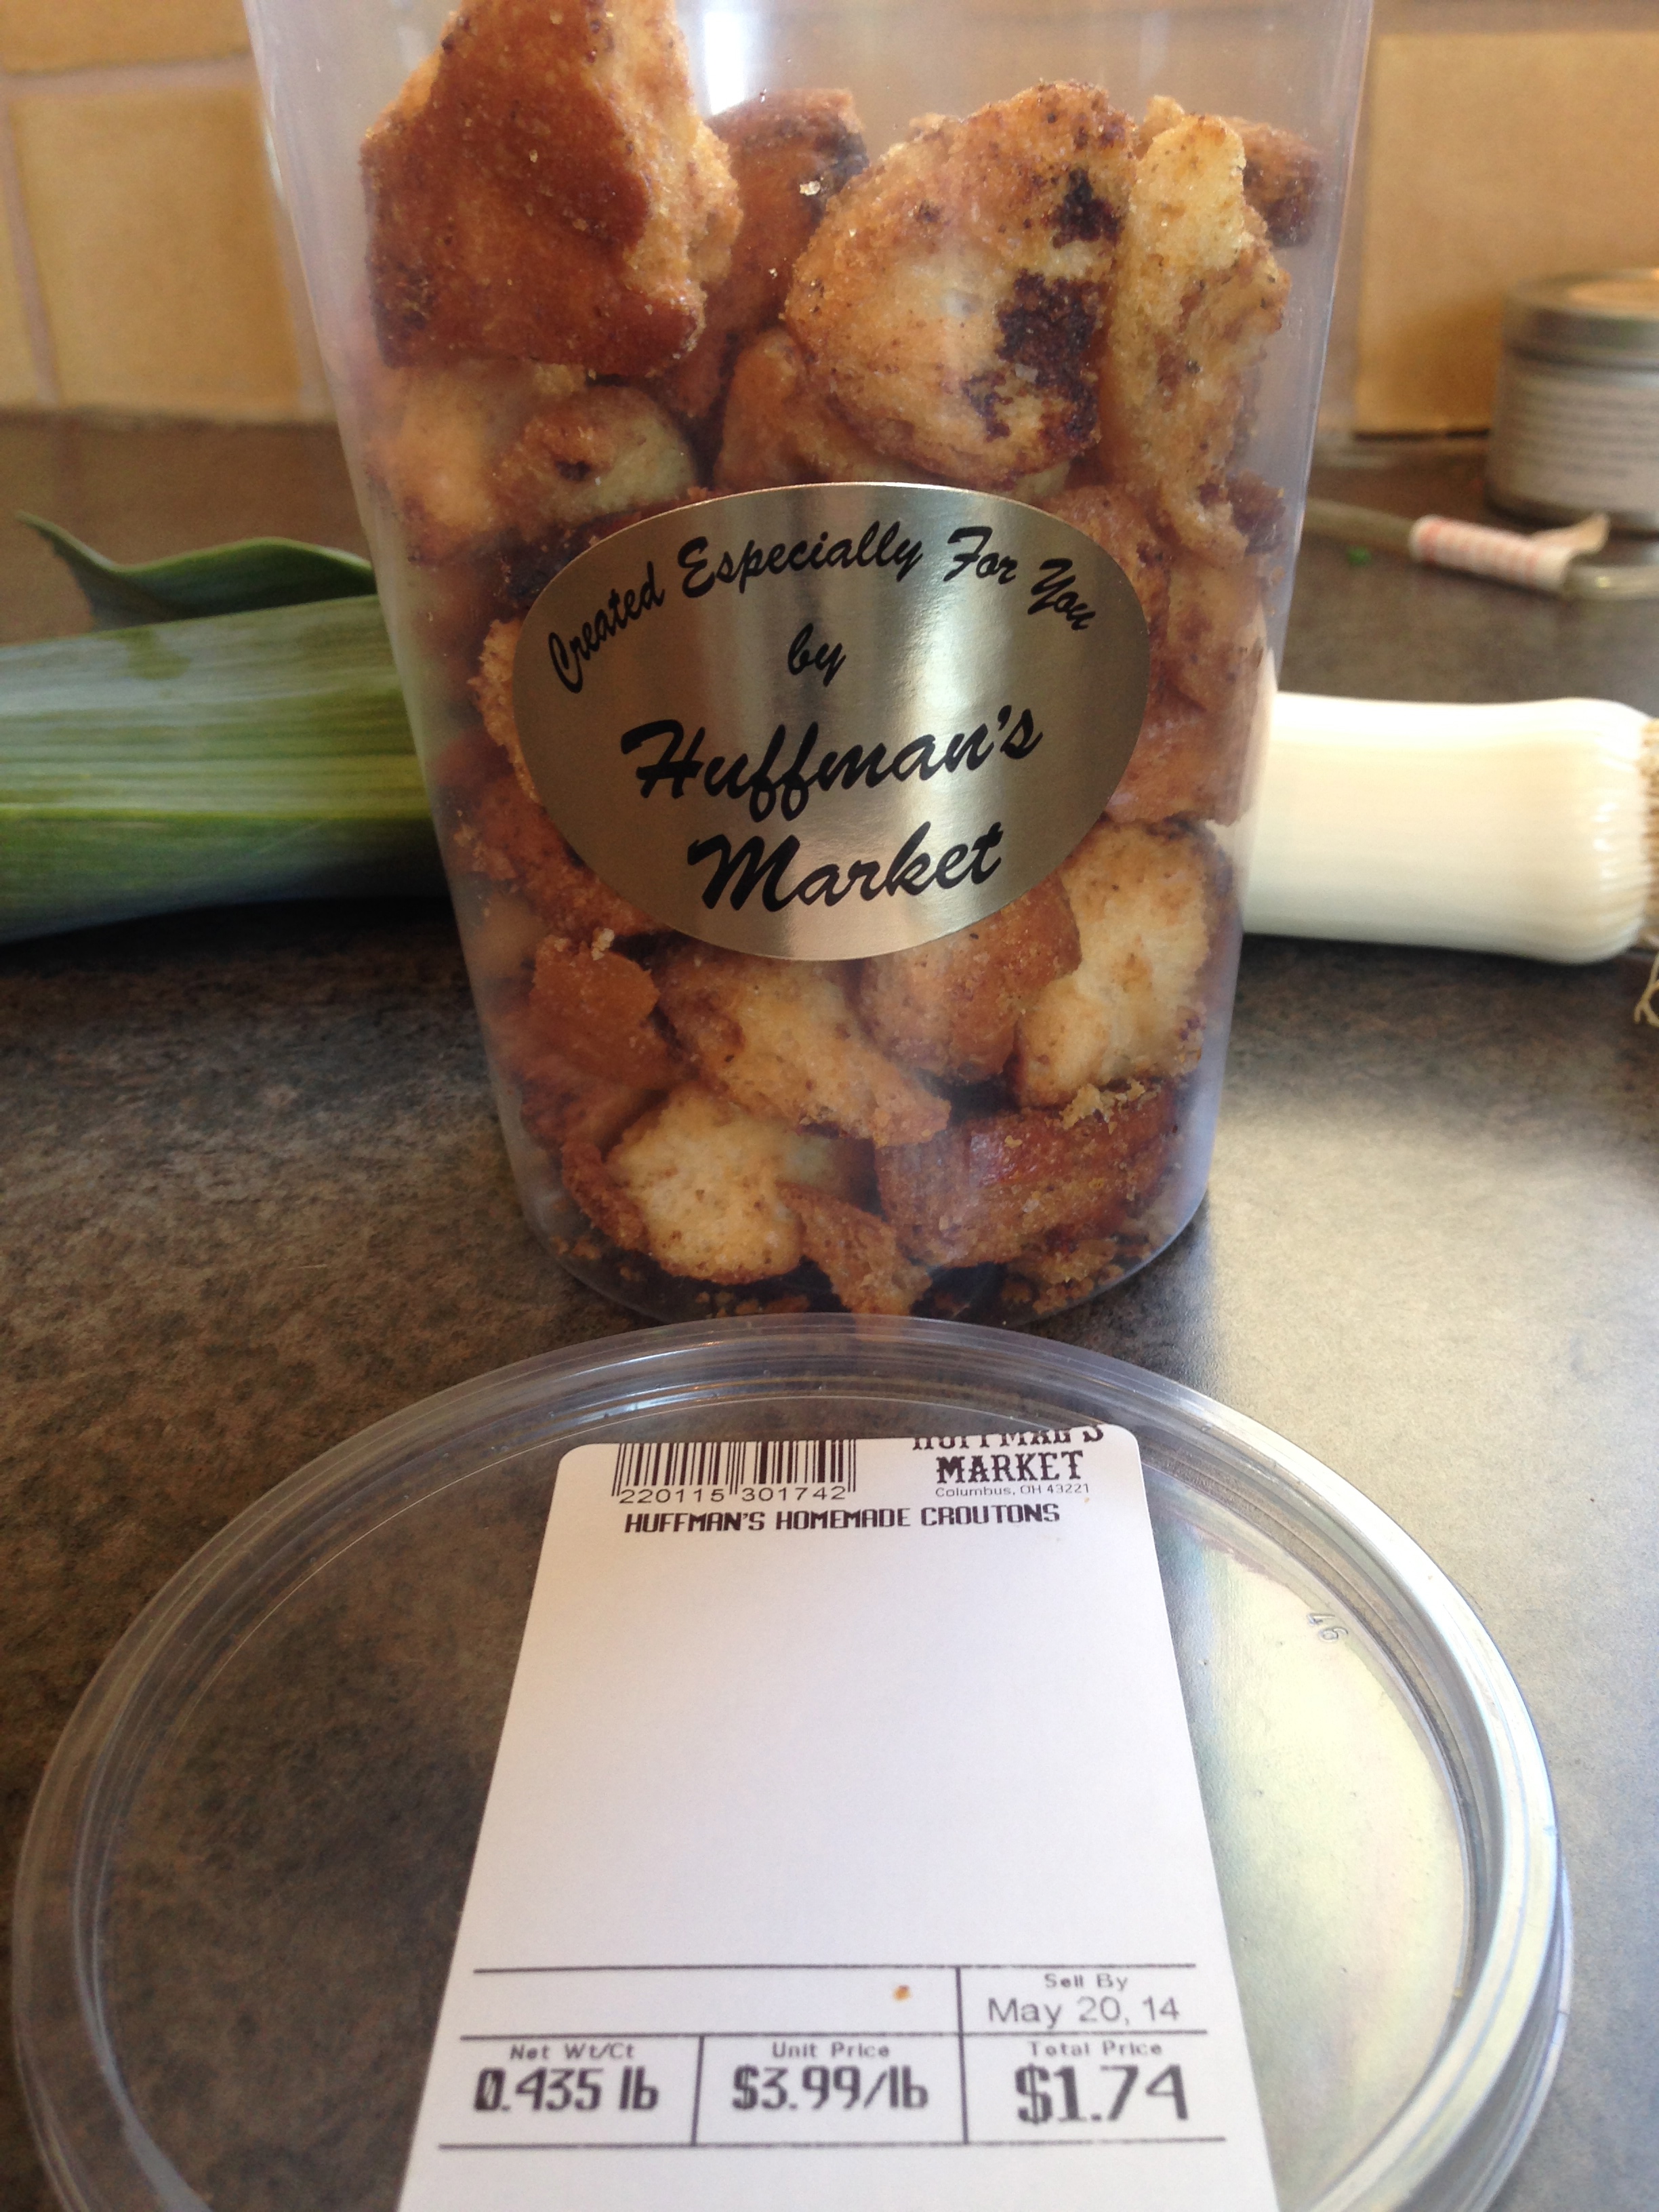 Created Especially For You
by
Huffman's
Market
220115 301742
MARKET
Columbus, OH 43221
HUFFMAN'S HOMEMADE CROUTONS
46
Sell By
May 20, 14
Net Wt/Ct
Unit Price
Total Price
0.435 lb
$3.99/lb
$1.74